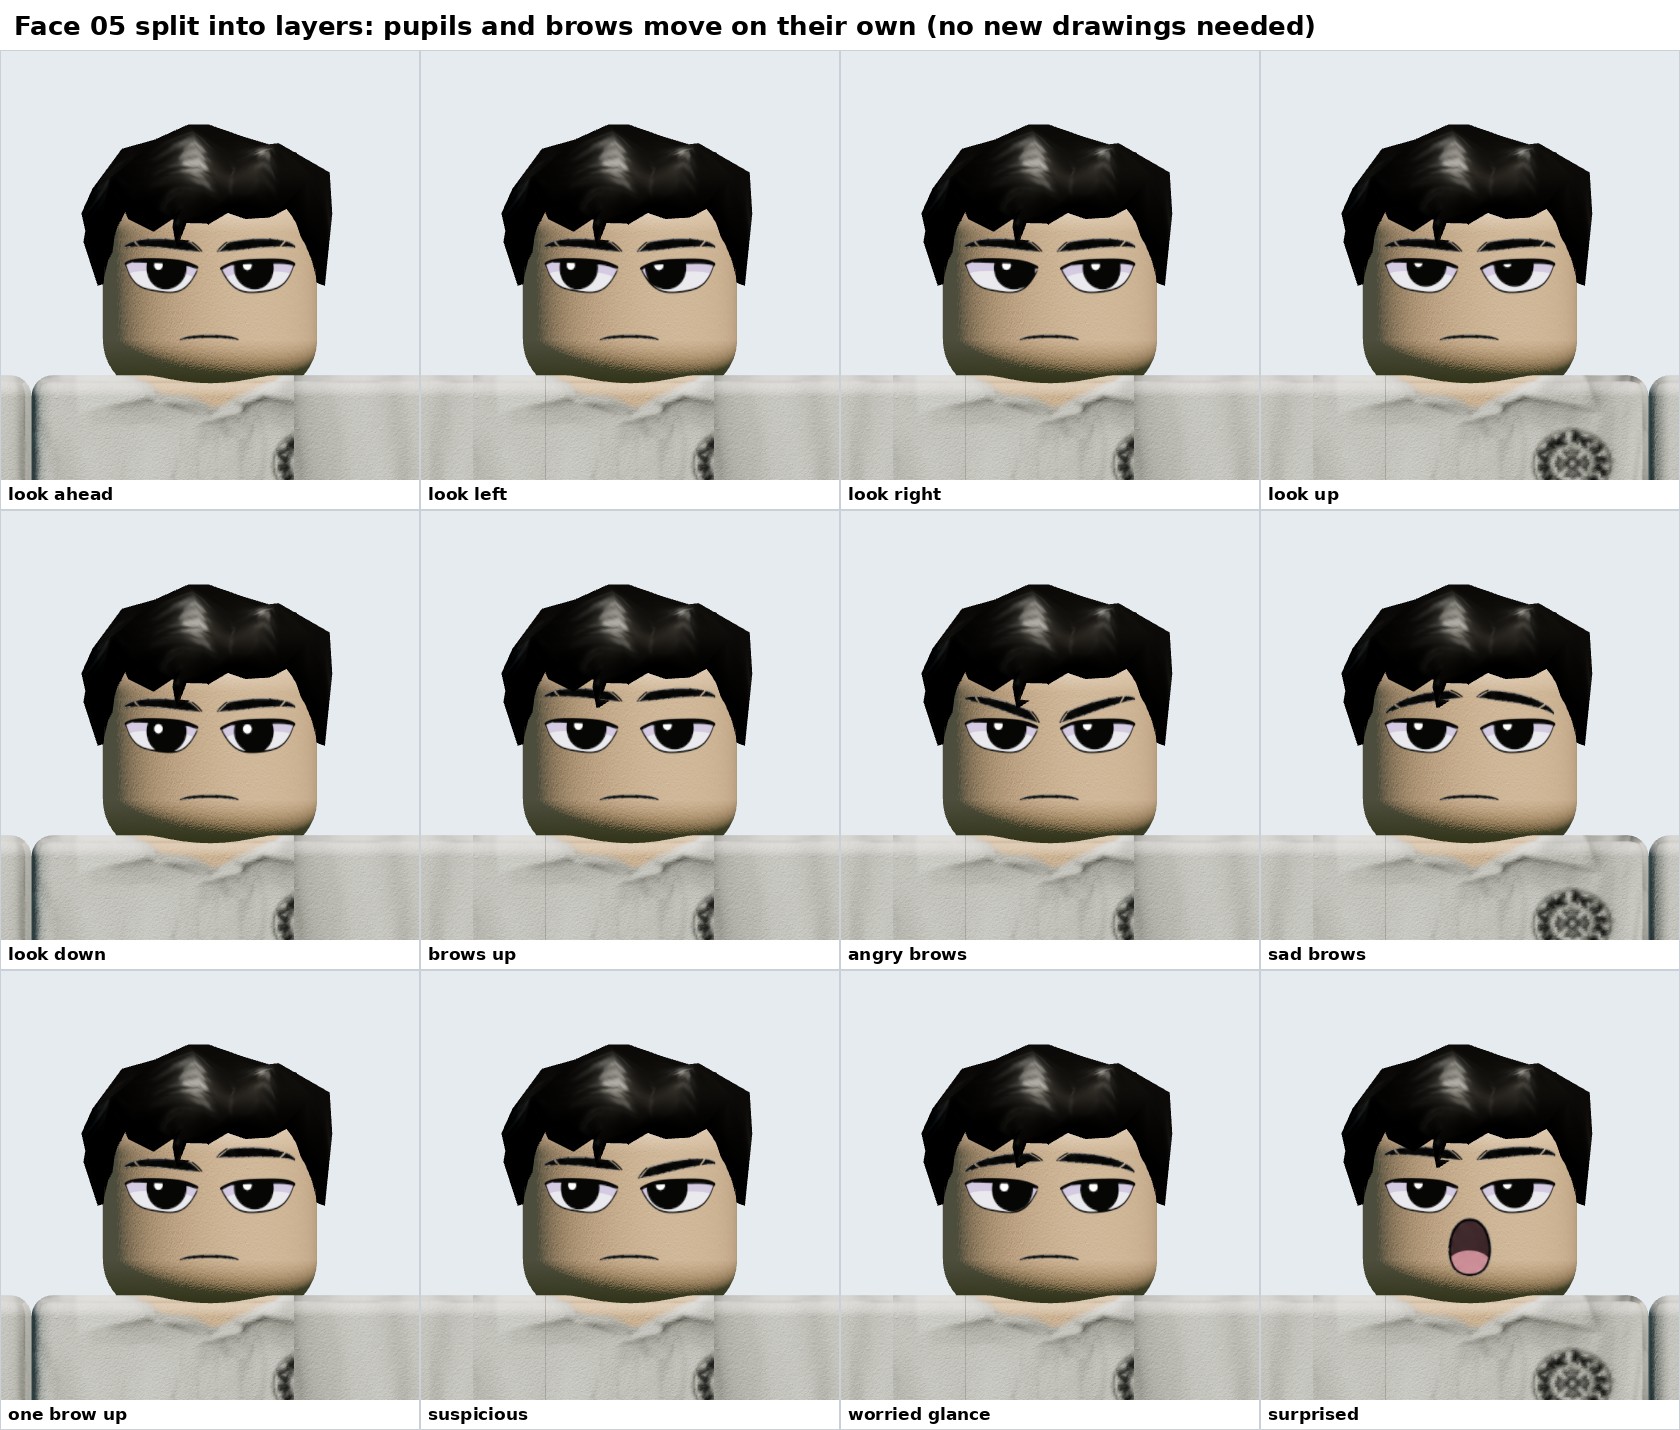 Face 05 split into layers: pupils and brows move on their own (no new drawings needed)
look ahead
look left
look right
look up
look down
brows up
angry brows
sad brows
one brow up
suspicious
worried glance
surprised